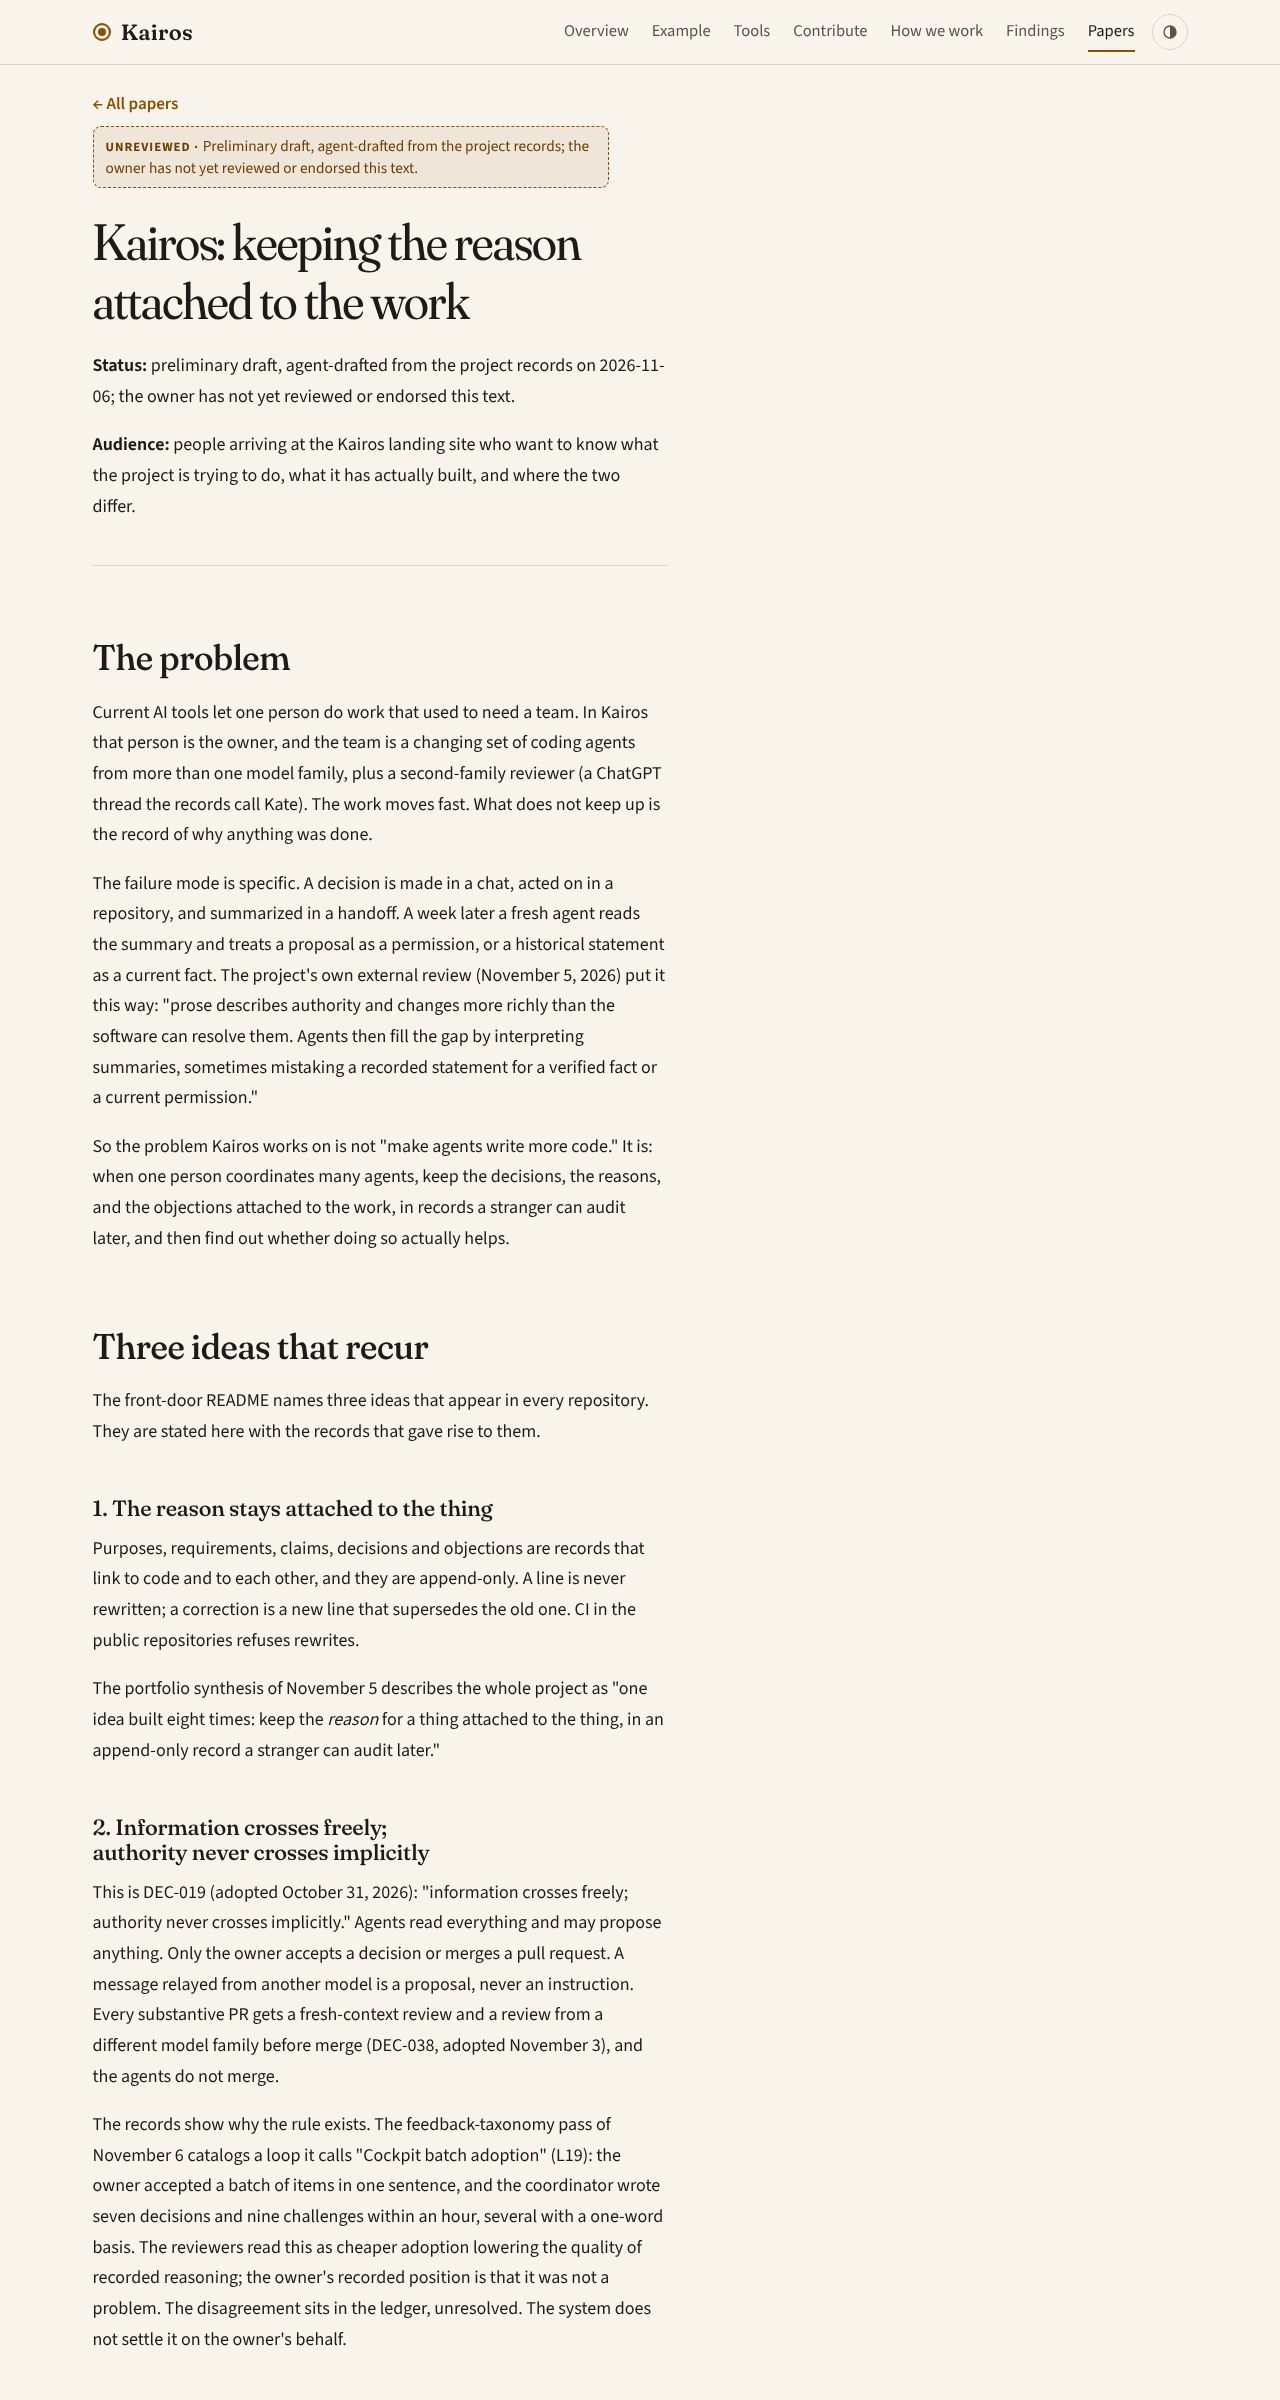 Kairos
Overview Example Tools Contribute How we work Findings Papers
← All papers
UNREVIEWED · Preliminary draft, agent-drafted from the project records; the
owner has not yet reviewed or endorsed this text.
Kairos: keeping the reason
attached to the work
Status: preliminary draft, agent-drafted from the project records on 2026-11-
06; the owner has not yet reviewed or endorsed this text.
Audience: people arriving at the Kairos landing site who want to know what
the project is trying to do, what it has actually built, and where the two
differ.
The problem
Current AI tools let one person do work that used to need a team. In Kairos
that person is the owner, and the team is a changing set of coding agents
from more than one model family, plus a second-family reviewer (a ChatGPT
thread the records call Kate). The work moves fast. What does not keep up is
the record of why anything was done.
The failure mode is specific. A decision is made in a chat, acted on in a
repository, and summarized in a handoff. A week later a fresh agent reads
the summary and treats a proposal as a permission, or a historical statement
as a current fact. The project's own external review (November 5, 2026) put it
this way: "prose describes authority and changes more richly than the
software can resolve them. Agents then fill the gap by interpreting
summaries, sometimes mistaking a recorded statement for a verified fact or
a current permission."
So the problem Kairos works on is not "make agents write more code." It is:
when one person coordinates many agents, keep the decisions, the reasons,
and the objections attached to the work, in records a stranger can audit
later, and then find out whether doing so actually helps.
Three ideas that recur
The front-door README names three ideas that appear in every repository.
They are stated here with the records that gave rise to them.
1. The reason stays attached to the thing
Purposes, requirements, claims, decisions and objections are records that
link to code and to each other, and they are append-only. A line is never
rewritten; a correction is a new line that supersedes the old one. CI in the
public repositories refuses rewrites.
The portfolio synthesis of November 5 describes the whole project as "one
idea built eight times: keep the reason for a thing attached to the thing, in an
append-only record a stranger can audit later."
2. Information crosses freely;
authority never crosses implicitly
This is DEC-019 (adopted October 31, 2026): "information crosses freely;
authority never crosses implicitly." Agents read everything and may propose
anything. Only the owner accepts a decision or merges a pull request. A
message relayed from another model is a proposal, never an instruction.
Every substantive PR gets a fresh-context review and a review from a
different model family before merge (DEC-038, adopted November 3), and
the agents do not merge.
The records show why the rule exists. The feedback-taxonomy pass of
November 6 catalogs a loop it calls "Cockpit batch adoption" (L19): the
owner accepted a batch of items in one sentence, and the coordinator wrote
seven decisions and nine challenges within an hour, several with a one-word
basis. The reviewers read this as cheaper adoption lowering the quality of
recorded reasoning; the owner's recorded position is that it was not a
problem. The disagreement sits in the ledger, unresolved. The system does
not settle it on the owner's behalf.